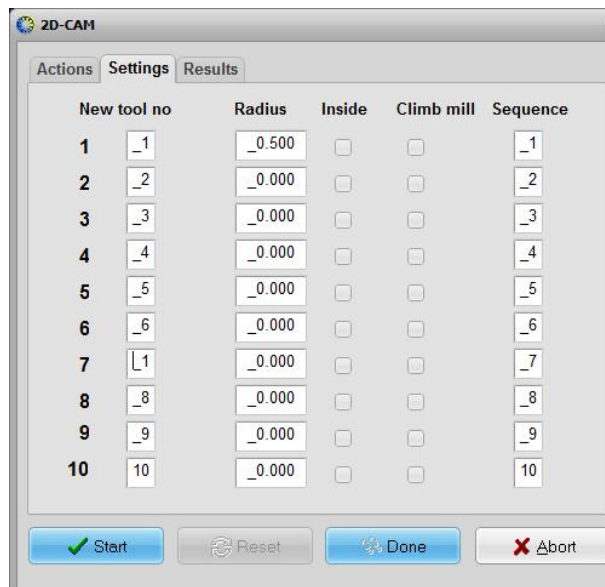 2D-CAM
Actions Settings Results
New tool no Radius Inside Climb mill Sequence
1 _1 _0.500 _1
2 _2 _0.000 _2
3 _3 _0.000 _3
4 _4 _0.000 _4
5 _5 _0.000 _5
6 _6 _0.000 _6
7 _1 _0.000 _7
8 _8 _0.000 _8
9 _9 _0.000 _9
10 10 _0.000 10
Start Reset Done Abort